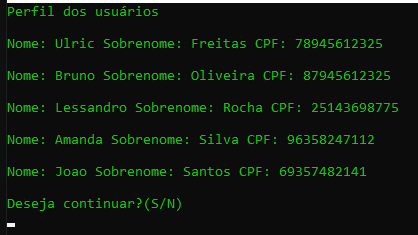 Perfil dos usuários
Nome: Ulric Sobrenome: Freitas CPF: 78945612325
Nome: Bruno Sobrenome: Oliveira CPF: 87945612325
Nome: Lessandro Sobrenome: Rocha CPF: 25143698775
Nome: Amanda Sobrenome: Silva CPF: 96358247112
Nome: Joao Sobrenome: Santos CPF: 69357482141
Deseja continuar?(S/N)